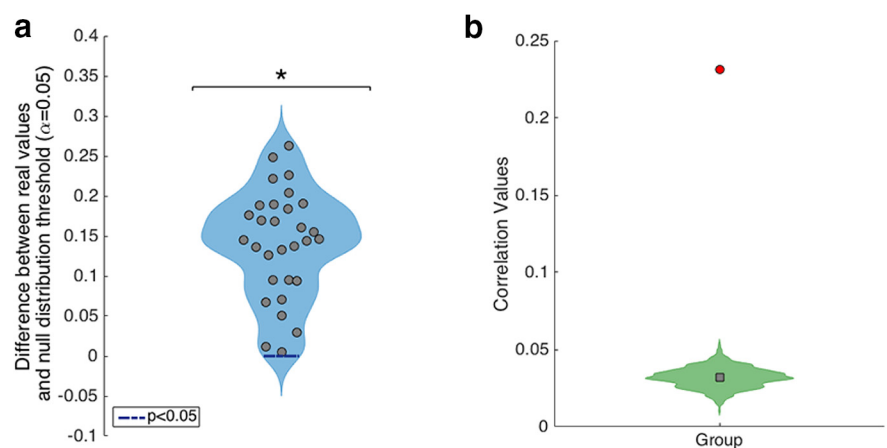 a
Difference between real values
and null distribution threshold (α=0.05)
0.4
0.35
0.3
0.25
0.2
0.15
0.1
0.05
0
-0.05
-0.1
*
p<0.05
b
Correlation Values
0.25
0.2
0.15
0.1
0.05
0
Group